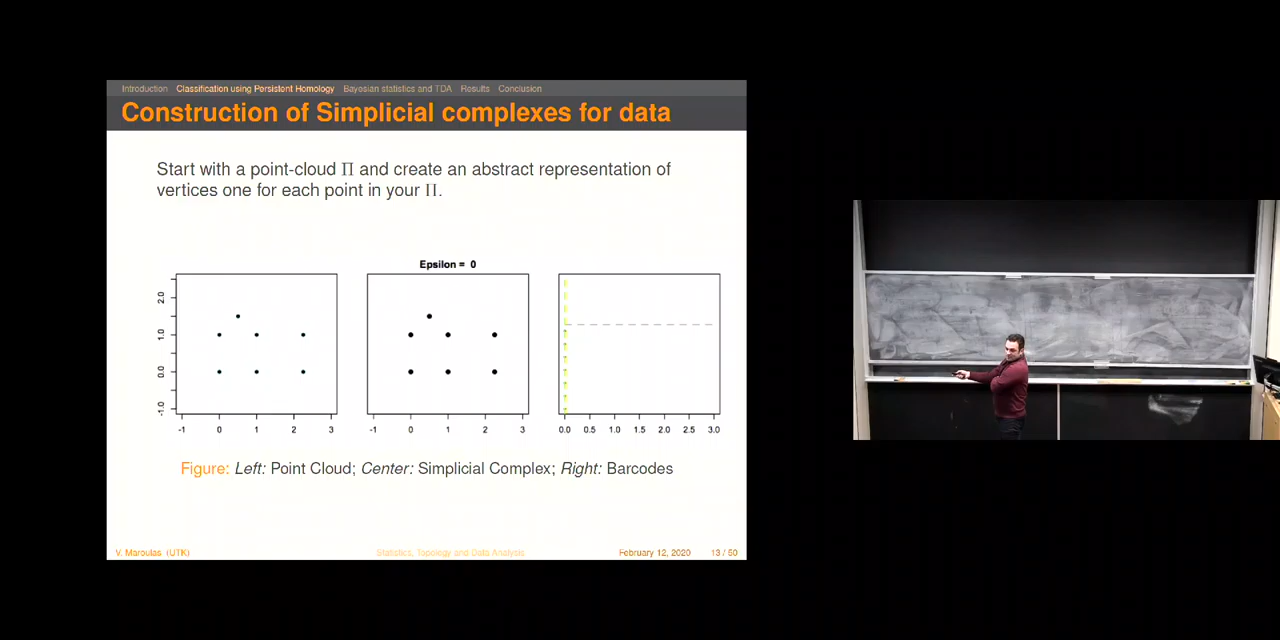 Introduction Classification using Persistent Homology Bayesian statistics and TDA Results Conclusion
Construction of Simplicial complexes for data
Start with a point-cloud Π and create an abstract representation of
vertices one for each point in your Π.
Epsilon = 0
2.0
1.0
0.0
-1.0
-1 0 1 2 3
-1 0 1 2 3
0.0 0.5 1.0 1.5 2.0 2.5 3.0
Figure: Left: Point Cloud; Center: Simplicial Complex; Right: Barcodes
V. Maroulas (UTK) Statistics, Topology and Data Analysis February 12, 2020 13 / 50